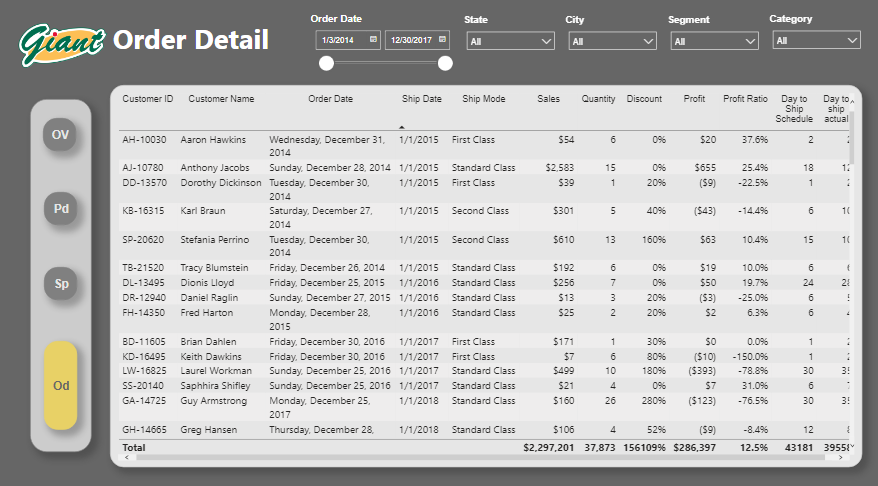 Giant Order Detail
Order Date State City Segment Category
1/3/2014 12/30/2017 All All All All
OV
Pd
Sp
Od
Customer ID Customer Name Order Date Ship Date Ship Mode Sales Quantity Discount Profit Profit Ratio Day to Ship Schedule Day to ship actual
AH-10030 Aaron Hawkins Wednesday, December 31, 2014 1/1/2015 First Class $54 6 0% $20 37.6% 2
AJ-10780 Anthony Jacobs Sunday, December 28, 2014 1/1/2015 Standard Class $2,583 15 0% $655 25.4% 18
DD-13570 Dorothy Dickinson Tuesday, December 30, 2014 1/1/2015 First Class $39 1 20% ($9) -22.5% 1
KB-16315 Karl Braun Saturday, December 27, 2014 1/1/2015 Second Class $301 5 40% ($43) -14.4% 6
SP-20620 Stefania Perrino Tuesday, December 30, 2014 1/1/2015 Second Class $610 13 160% $63 10.4% 15
TB-21520 Tracy Blumstein Friday, December 26, 2014 1/1/2015 Standard Class $192 6 0% $19 10.0% 6
DL-13495 Dionis Lloyd Friday, December 25, 2015 1/1/2016 Standard Class $256 7 0% $50 19.7% 24
DR-12940 Daniel Raglin Sunday, December 27, 2015 1/1/2016 Standard Class $13 3 20% ($3) -25.0% 6
FH-14350 Fred Harton Monday, December 28, 2015 1/1/2016 Standard Class $25 2 20% $2 6.3% 6
BD-11605 Brian Dahlen Friday, December 30, 2016 1/1/2017 First Class $171 1 30% $0 0.0% 1
KD-16495 Keith Dawkins Friday, December 30, 2016 1/1/2017 First Class $7 6 80% ($10) -150.0% 1
LW-16825 Laurel Workman Sunday, December 25, 2016 1/1/2017 Standard Class $499 10 180% ($393) -78.8% 30
SS-20140 Saphhira Shifley Sunday, December 25, 2016 1/1/2017 Standard Class $21 4 0% $7 31.0% 6
GA-14725 Guy Armstrong Monday, December 25, 2017 1/1/2018 Standard Class $160 26 280% ($123) -76.5% 30
GH-14665 Greg Hansen Thursday, December 28, 1/1/2018 Standard Class $106 4 52% ($9) -8.4% 12
Total $2,297,201 37,873 156109% $286,397 12.5% 43181 3955